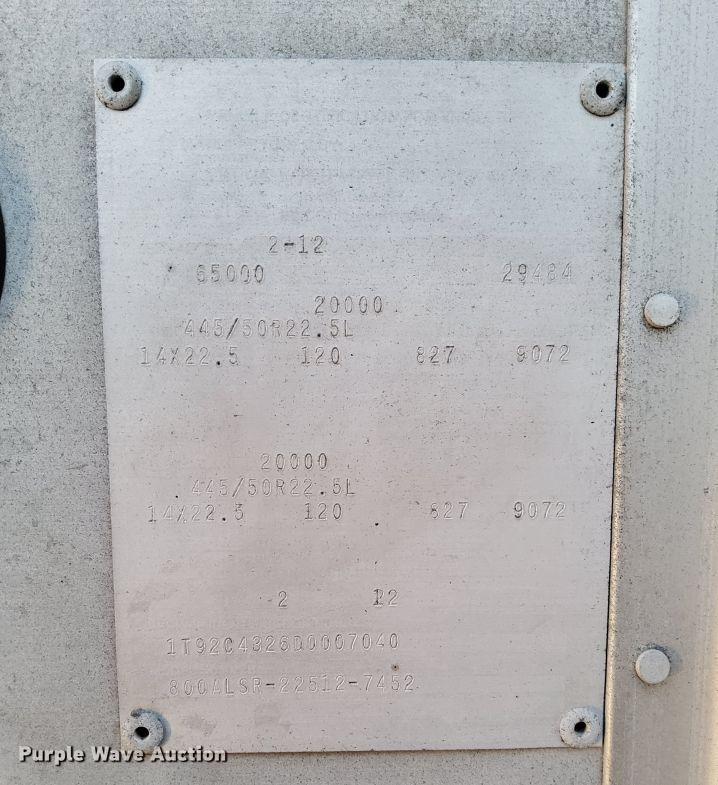 2-12
65000 29484
20000
445/50R22.5L
14X22.5 120 827 9072
20000
445/50R22.5L
14X22.5 120 827 9072
2 12
1T92C4326D0007040
800ALSR-22512-7452
Purple Wave Auction